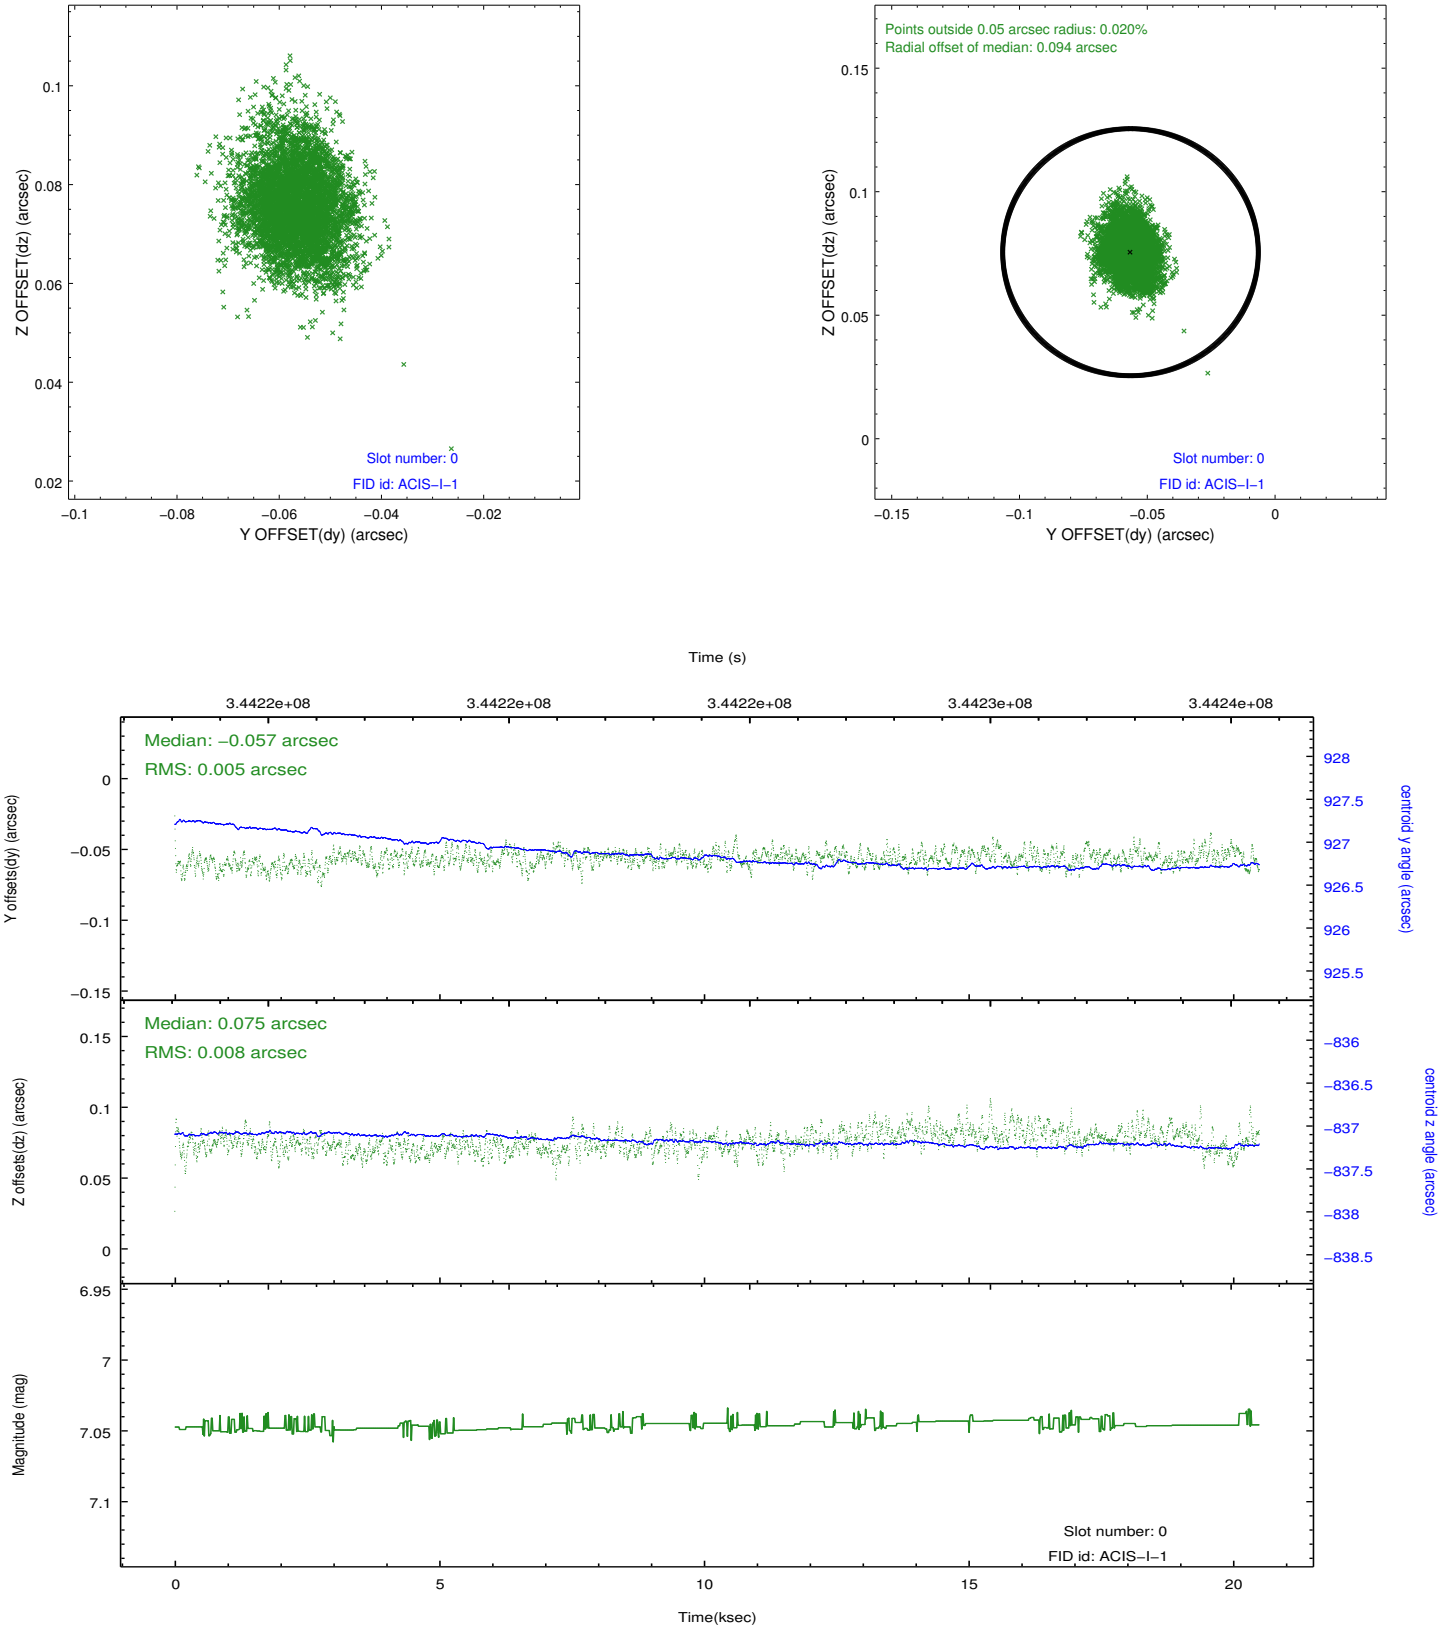 0.1
0.08
0.06
0.04
0.02
−0.1
−0.08
−0.06
−0.04
−0.02
Z OFFSET(dz) (arcsec)
Y OFFSET(dy) (arcsec)
Slot number: 0
FID id: ACIS−I−1
Points outside 0.05 arcsec radius: 0.020%
Radial offset of median: 0.094 arcsec
0.15
0.1
0.05
0
−0.15
−0.1
−0.05
0
Z OFFSET(dz) (arcsec)
Y OFFSET(dy) (arcsec)
Slot number: 0
FID id: ACIS−I−1
Time (s)
3.4422e+08
3.4422e+08
3.4422e+08
3.4423e+08
3.4424e+08
Median: −0.057 arcsec
RMS: 0.005 arcsec
0
−0.05
−0.1
−0.15
Y offsets(dy) (arcsec)
928
927.5
927
926.5
926
925.5
centroid y angle (arcsec)
Median: 0.075 arcsec
RMS: 0.008 arcsec
0.15
0.1
0.05
0
Z offsets(dz) (arcsec)
−836
−836.5
−837
−837.5
−838
−838.5
centroid z angle (arcsec)
6.95
7
7.05
7.1
Magnitude (mag)
Slot number: 0
FID id: ACIS−I−1
0
5
10
15
20
Time(ksec)